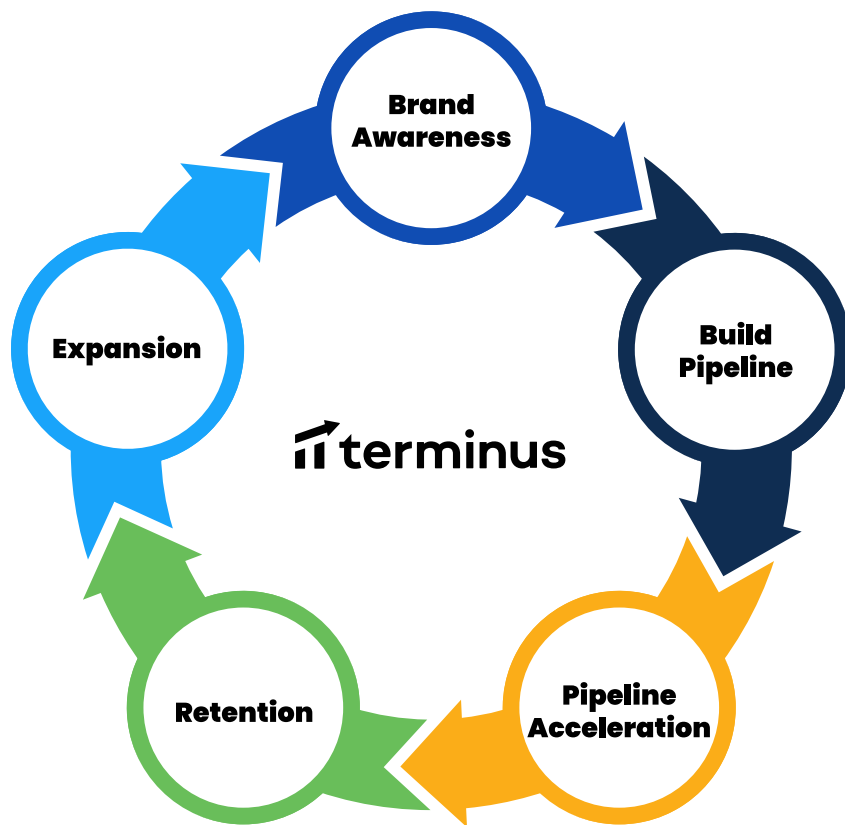 Brand
Awareness
Build
Pipeline
Pipeline
Acceleration
Retention
Expansion
terminus